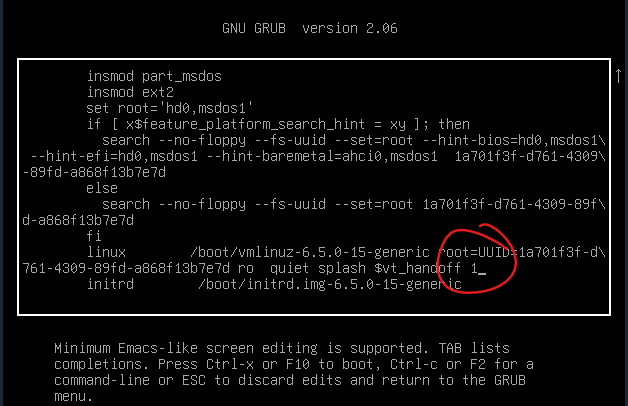 GNU GRUB  version 2.06
insmod part_msdos
insmod ext2
set root='hd0,msdos1'
if [ x$feature_platform_search_hint = xy ]; then
search --no-floppy --fs-uuid --set=root --hint-bios=hd0,msdos1\
--hint-efi=hd0,msdos1 --hint-baremetal=ahci0,msdos1  1a701f3f-d761-4309\
-89fd-a868f13b7e7d
else
search --no-floppy --fs-uuid --set=root 1a701f3f-d761-4309-89f\
d-a868f13b7e7d
fi
linux        /boot/vmlinuz-6.5.0-15-generic root=UUID=1a701f3f-d\
761-4309-89fd-a868f13b7e7d ro  quiet splash $vt_handoff 1_
initrd       /boot/initrd.img-6.5.0-15-generic
Minimum Emacs-like screen editing is supported. TAB lists
completions. Press Ctrl-x or F10 to boot, Ctrl-c or F2 for a
command-line or ESC to discard edits and return to the GRUB
menu.